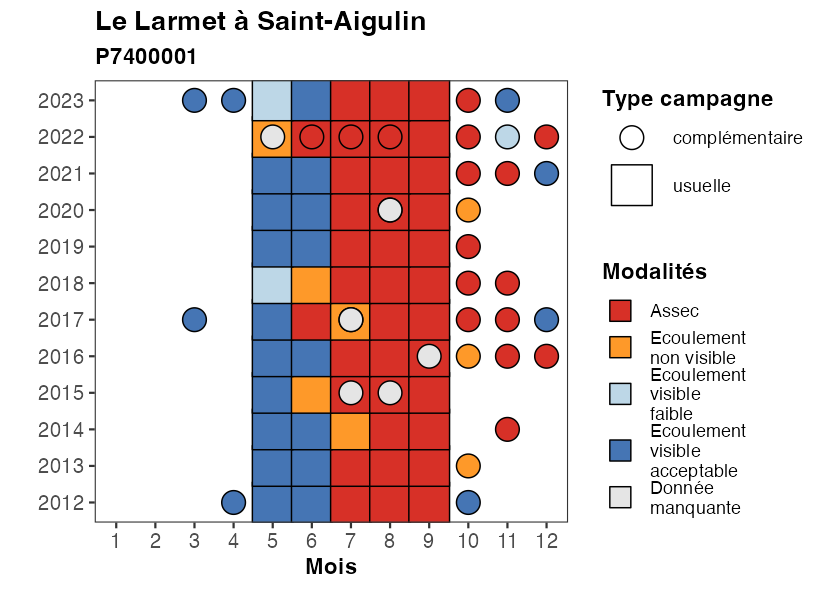 Le Larmet à Saint-Aigulin
P7400001
2023
2022
2021
2020
2019
2018
2017
2016
2015
2014
2013
2012
1 2 3 4 5 6 7 8 9 10 11 12
Mois
Type campagne
complémentaire
usuelle
Modalités
Assec
Ecoulement
non visible
Ecoulement
visible
faible
Ecoulement
visible
acceptable
Donnée
manquante